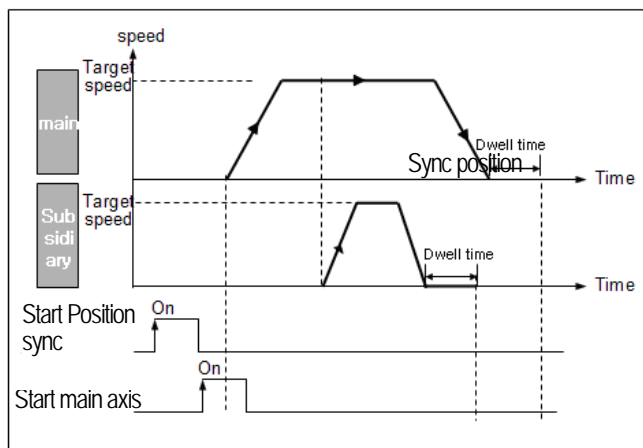 speed
Target
speed
main
Dwell time
Sync position
Time
Sub
sidi
ary
Target
speed
Dwell time
Time
Start Position
sync
On
Start main axis
On